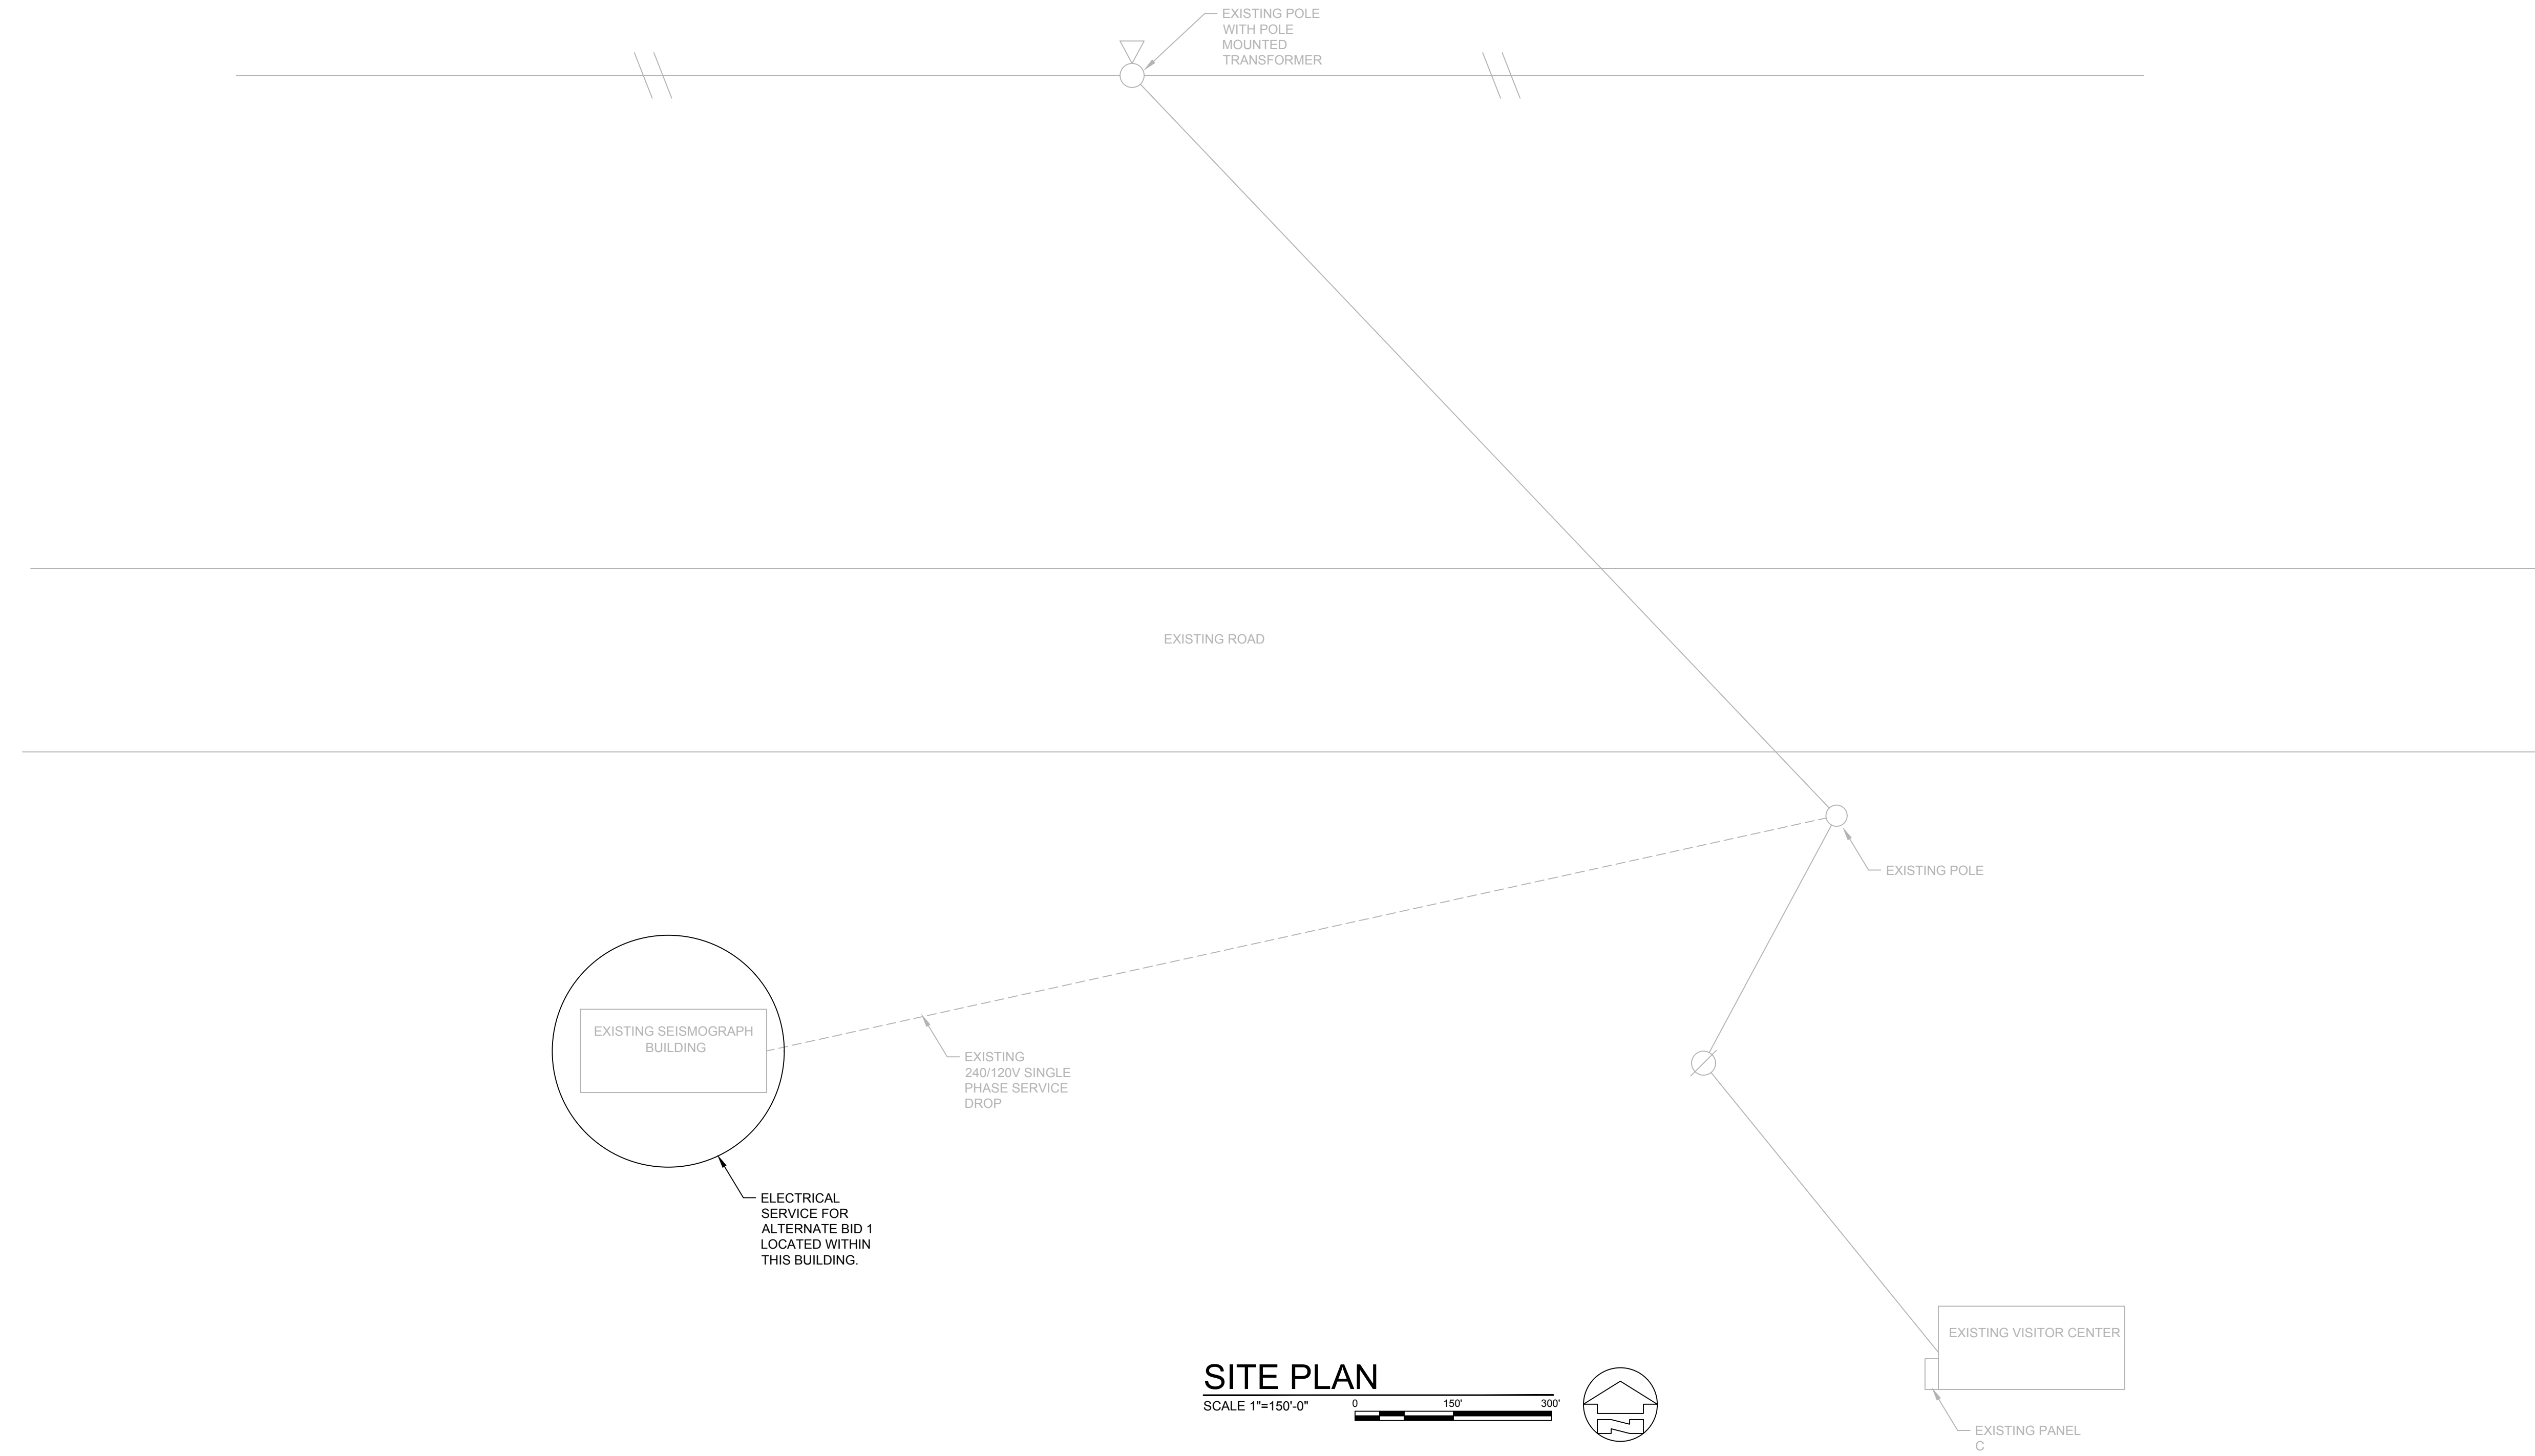 EXISTING POLE
WITH POLE
MOUNTED
TRANSFORMER
EXISTING ROAD
EXISTING POLE
EXISTING SEISMOGRAPH
BUILDING
EXISTING
240/120V SINGLE
PHASE SERVICE
DROP
ELECTRICAL
SERVICE FOR
ALTERNATE BID 1
LOCATED WITHIN
THIS BUILDING.
EXISTING VISITOR CENTER
SITE PLAN
SCALE 1"=150'-0"
0 150' 300'
EXISTING PANEL
C